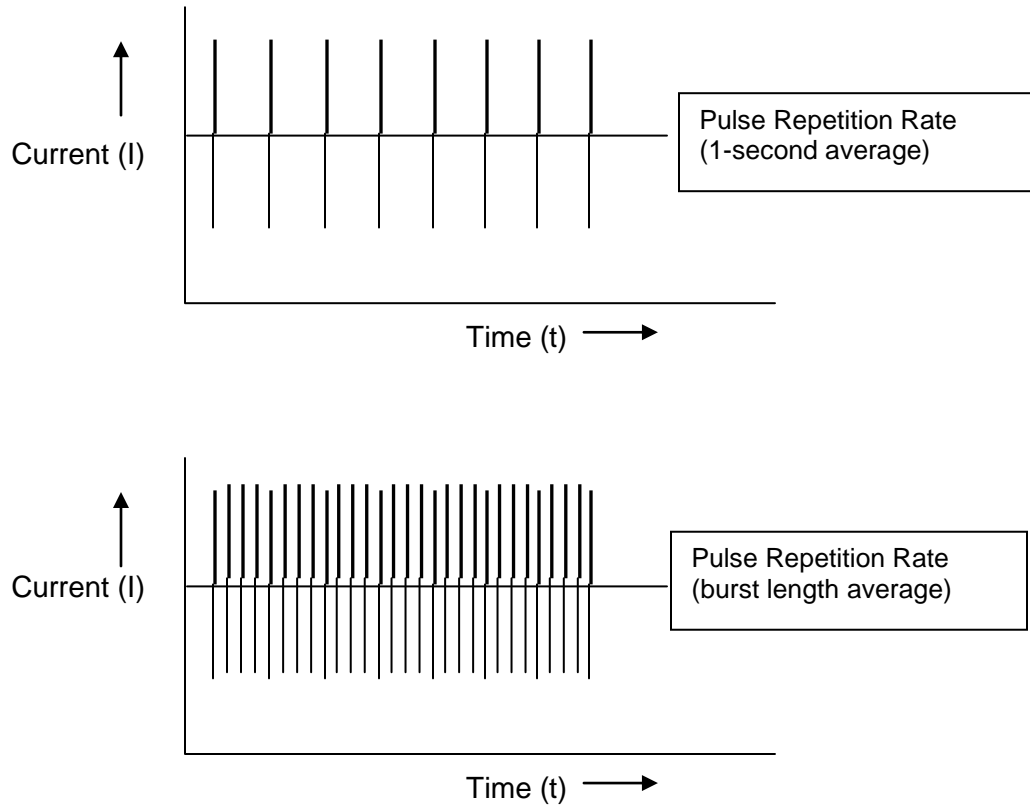 Current (I)
Pulse Repetition Rate
(1-second average)
Time (t)
Current (I)
Pulse Repetition Rate
(burst length average)
Time (t)